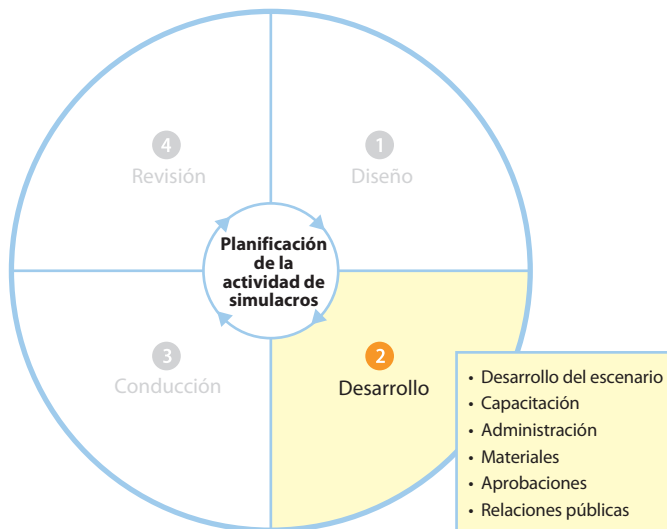 4
Revisión
1
Diseño
Planificación
de la
actividad de
simulacros
3
Conducción
2
Desarrollo
• Desarrollo del escenario
• Capacitación
• Administración
• Materiales
• Aprobaciones
• Relaciones públicas